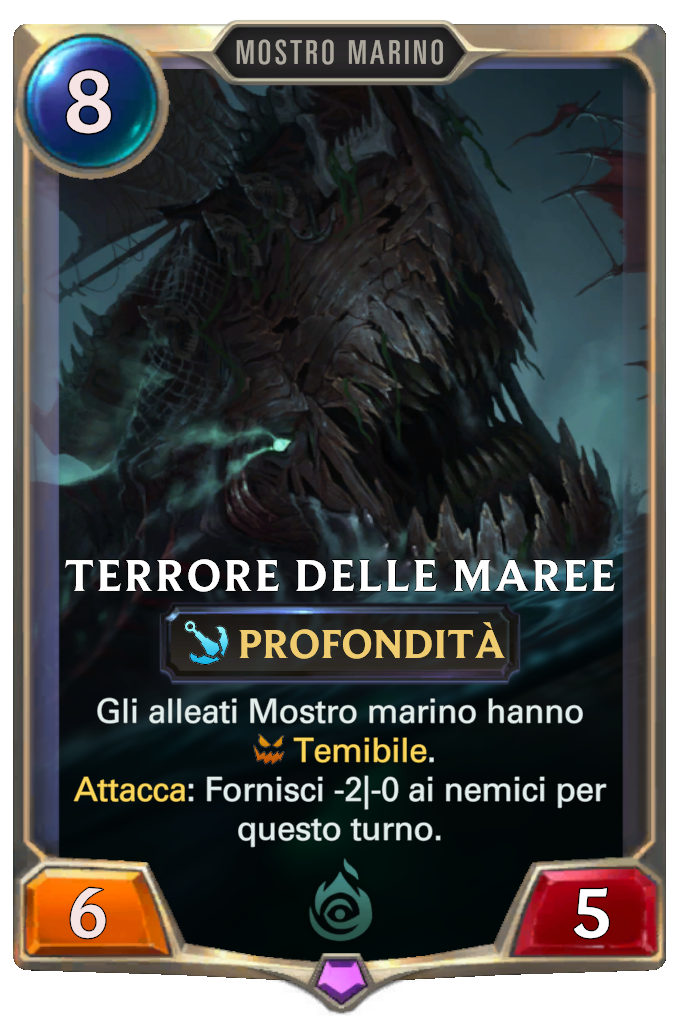 MOSTRO MARINO
8
TERRORE DELLE MAREE
PROFONDITÀ
Gli alleati Mostro marino hanno
Temibile.
Attacca: Fornisci -2|-0 ai nemici per
questo turno.
6
5